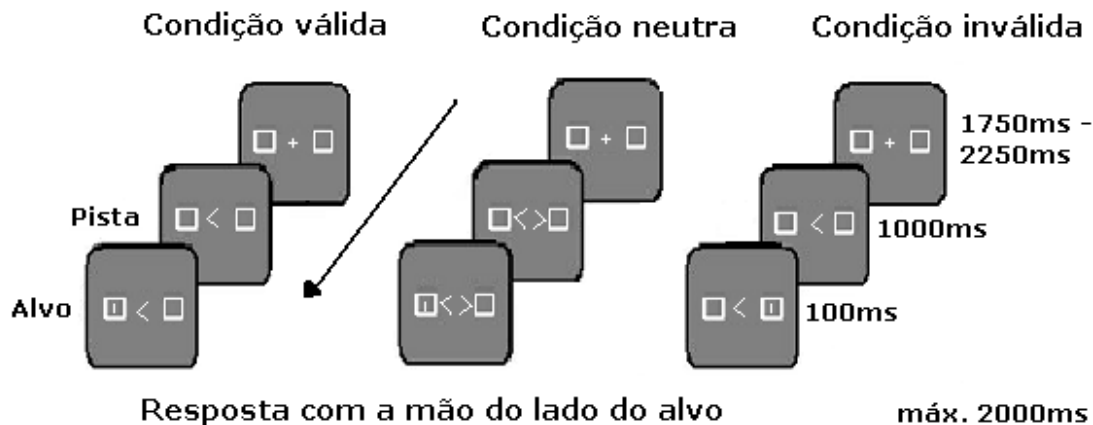 Condição válida
Condição neutra
Condição inválida
1750ms -
2250ms
Pista
1000ms
Alvo
100ms
Resposta com a mão do lado do alvo
máx. 2000ms